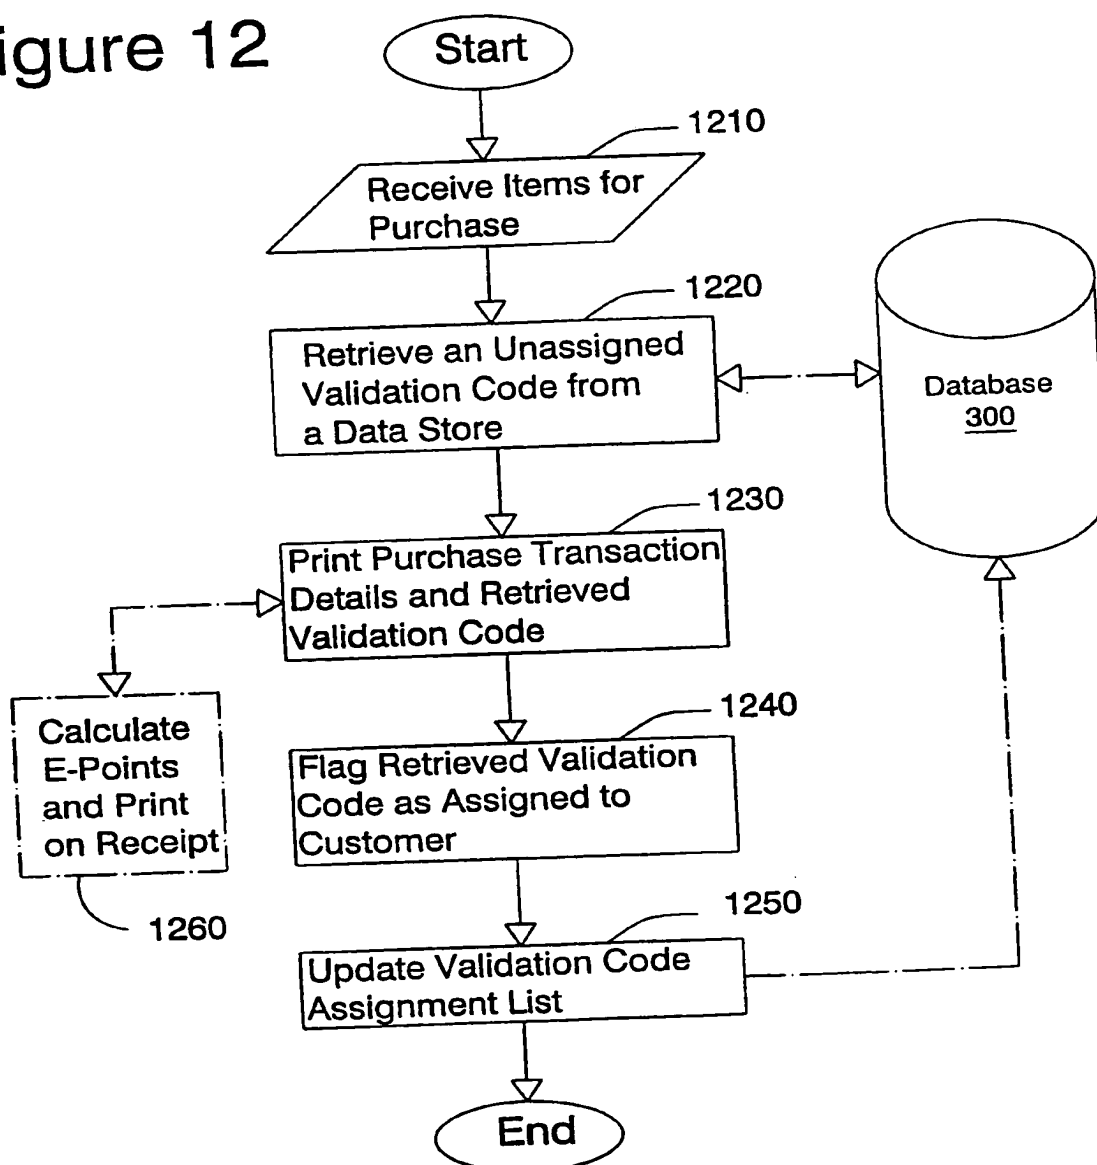 igure 12
Start
1210
Receive Items for
Purchase
1220
Retrieve an Unassigned
Validation Code from
a Data Store
Database
300
1230
Print Purchase Transaction
Details and Retrieved
Validation Code
1240
Calculate
E-Points
and Print
on Receipt
Flag Retrieved Validation
Code as Assigned to
Customer
1260
1250
Update Validation Code
Assignment List
End